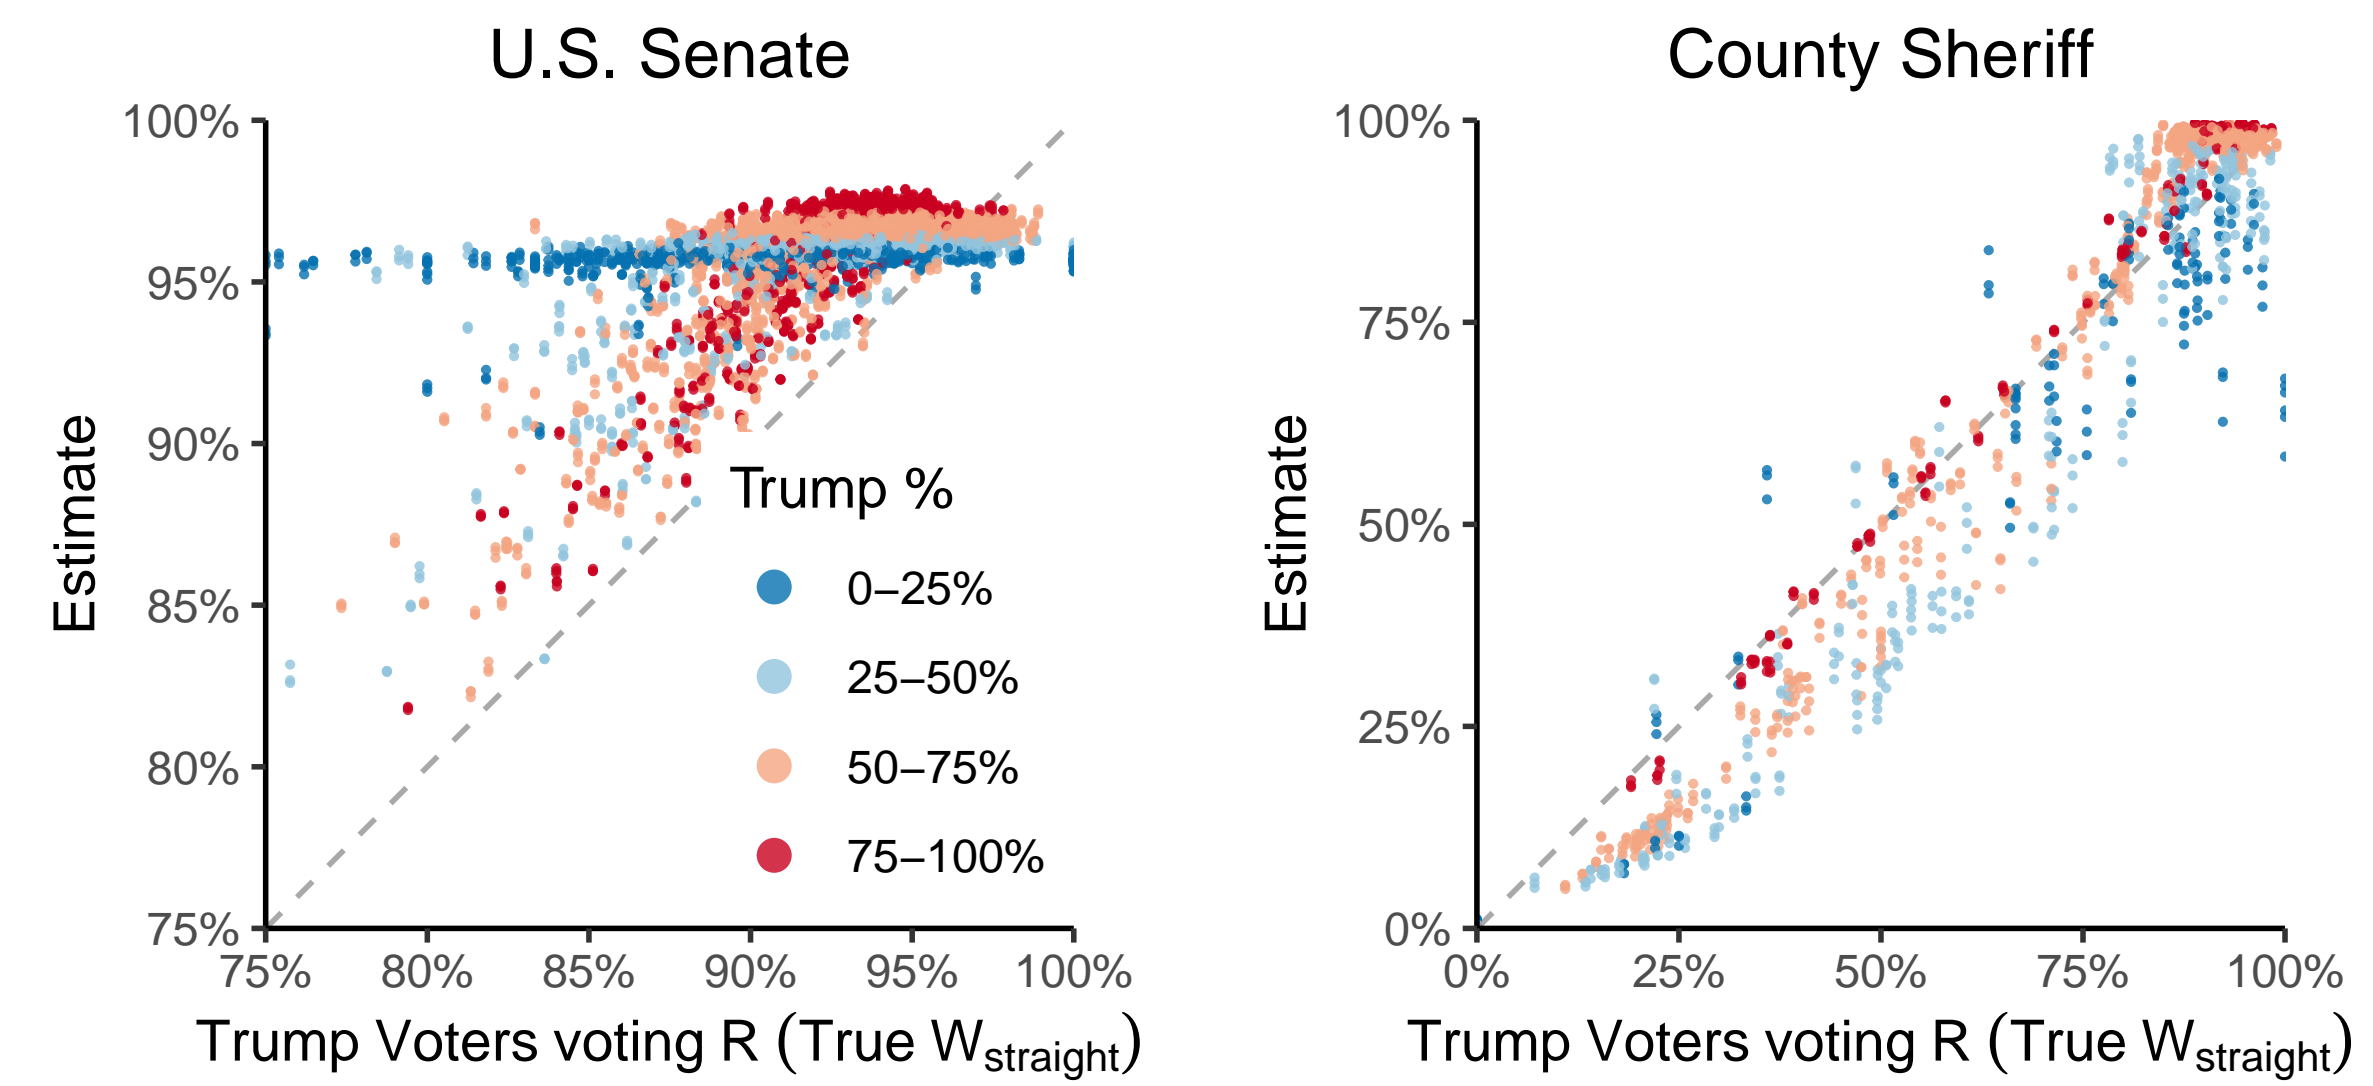 U.S. Senate
100%
95%
90%
85%
80%
75%
Estimate
75% 80% 85% 90% 95% 100%
Trump Voters voting R (True Wstraight)
Trump %
0–25%
25–50%
50–75%
75–100%
County Sheriff
100%
75%
50%
25%
0%
Estimate
0% 25% 50% 75% 100%
Trump Voters voting R (True Wstraight)